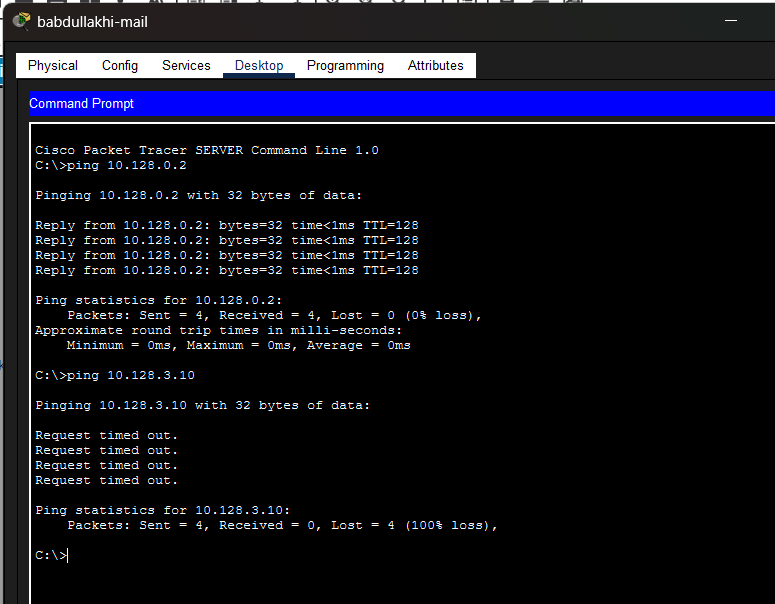 babdullakhi-mail
Physical Config Services Desktop Programming Attributes
Command Prompt
Cisco Packet Tracer SERVER Command Line 1.0
C:\>ping 10.128.0.2
Pinging 10.128.0.2 with 32 bytes of data:
Reply from 10.128.0.2: bytes=32 time<1ms TTL=128
Reply from 10.128.0.2: bytes=32 time<1ms TTL=128
Reply from 10.128.0.2: bytes=32 time<1ms TTL=128
Reply from 10.128.0.2: bytes=32 time<1ms TTL=128
Ping statistics for 10.128.0.2:
Packets: Sent = 4, Received = 4, Lost = 0 (0% loss),
Approximate round trip times in milli-seconds:
Minimum = 0ms, Maximum = 0ms, Average = 0ms
C:\>ping 10.128.3.10
Pinging 10.128.3.10 with 32 bytes of data:
Request timed out.
Request timed out.
Request timed out.
Request timed out.
Ping statistics for 10.128.3.10:
Packets: Sent = 4, Received = 0, Lost = 4 (100% loss),
C:\>